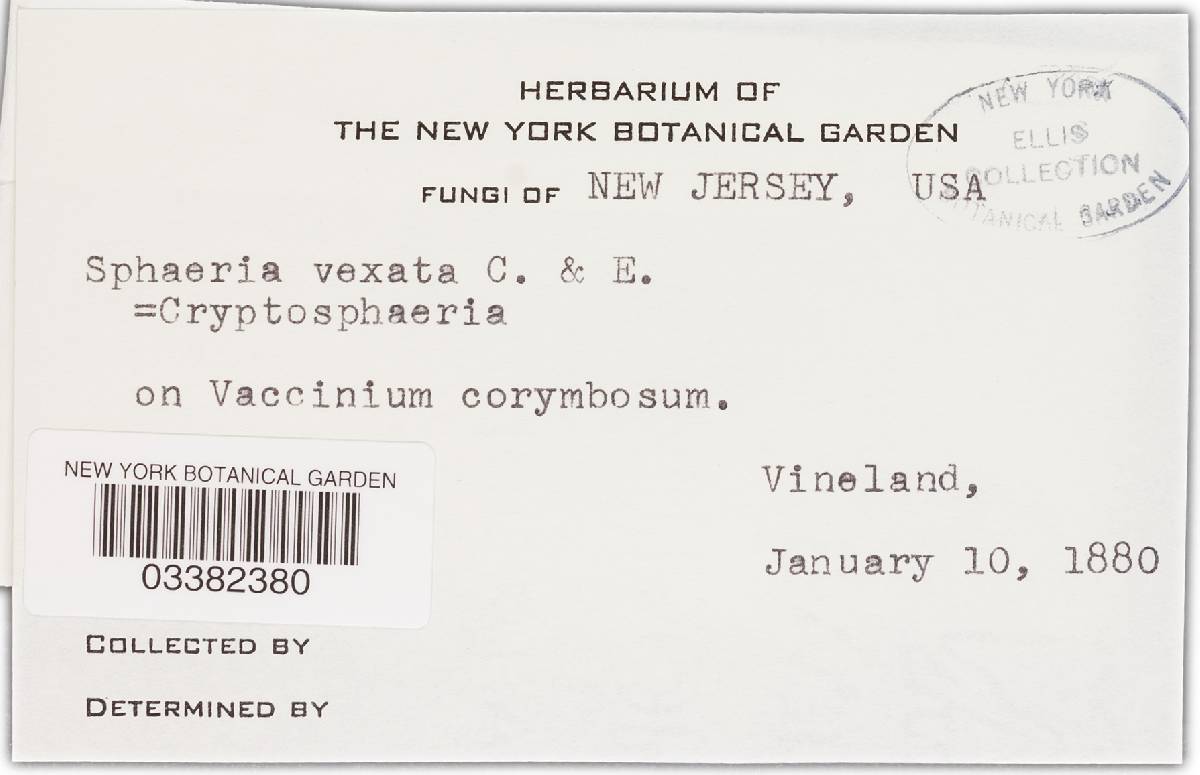 HERBARIUM OF
THE NEW YORK BOTANICAL GARDEN
FUNGI OF NEW JERSEY, USA
NEW YORK
ELLIS
COLLECTION
BOTANICAL GARDEN
Sphaeria vexata C. & E.
=Cryptosphaeria
on Vaccinium corymbosum.
Vineland,
January 10, 1880
NEW YORK BOTANICAL GARDEN
03382380
COLLECTED BY
DETERMINED BY